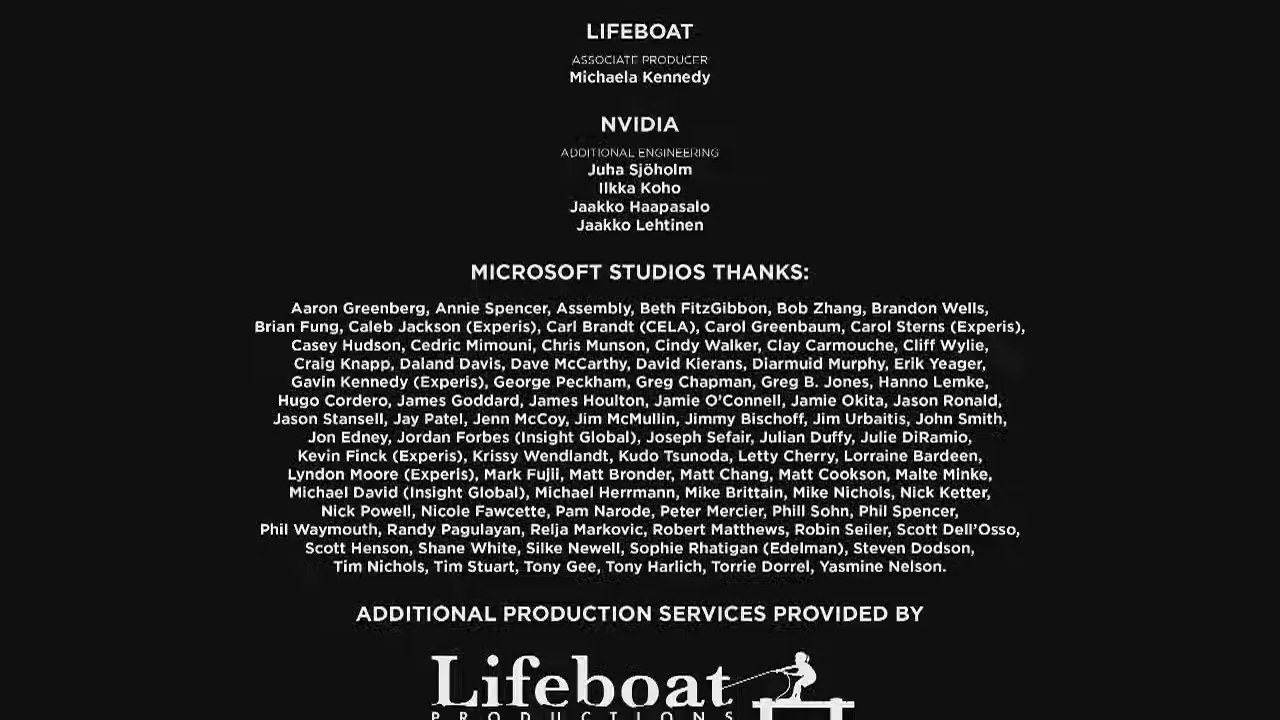 LIFEBOAT
ASSOCIATE PRODUCER
Michaela Kennedy
NVIDIA
ADDITIONAL ENGINEERING
Juha Sjöholm
Ilkka Koho
Jaakko Haapasalo
Jaakko Lehtinen
MICROSOFT STUDIOS THANKS:
Aaron Greenberg, Annie Spencer, Assembly, Beth FitzGibbon, Bob Zhang, Brandon Wells,
Brian Fung, Caleb Jackson (Experis), Carl Brandt (CELA), Carol Greenbaum, Carol Sterns (Experis),
Casey Hudson, Cedric Mimouni, Chris Munson, Cindy Walker, Clay Carmouche, Cliff Wylie,
Craig Knapp, Daland Davis, Dave McCarthy, David Kierans, Diarmuid Murphy, Erik Yeager,
Gavin Kennedy (Experis), George Peckham, Greg Chapman, Greg B. Jones, Hanno Lemke,
Hugo Cordero, James Goddard, James Houlton, Jamie O'Connell, Jamie Okita, Jason Ronald,
Jason Stansell, Jay Patel, Jenn McCoy, Jim McMullin, Jimmy Bischoff, Jim Urbaitis, John Smith,
Jon Edney, Jordan Forbes (Insight Global), Joseph Sefair, Julian Duffy, Julie DiRamio,
Kevin Finck (Experis), Krissy Wendlandt, Kudo Tsunoda, Letty Cherry, Lorraine Bardeen,
Lyndon Moore (Experis), Mark Fujii, Matt Bronder, Matt Chang, Matt Cookson, Malte Minke,
Michael David (Insight Global), Michael Herrmann, Mike Brittain, Mike Nichols, Nick Ketter,
Nick Powell, Nicole Fawcette, Pam Narode, Peter Mercier, Phill Sohn, Phil Spencer,
Phil Waymouth, Randy Pagulayan, Relja Markovic, Robert Matthews, Robin Seiler, Scott Dell'Osso,
Scott Henson, Shane White, Silke Newell, Sophie Rhatigan (Edelman), Steven Dodson,
Tim Nichols, Tim Stuart, Tony Gee, Tony Harlich, Torrie Dorrel, Yasmine Nelson.
ADDITIONAL PRODUCTION SERVICES PROVIDED BY
Lifeboat
PRODUCTIONS